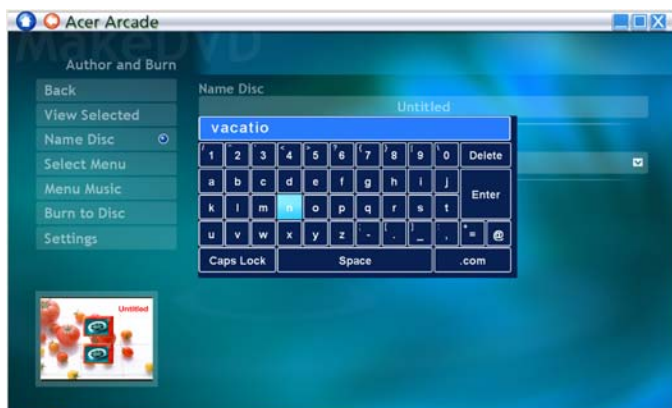 Acer Arcade
MakeDVD
Author and Burn
Back
View Selected
Name Disc
Select Menu
Menu Music
Burn to Disc
Settings
Untitled
Name Disc
Untitled
vacatio
1 2 3 4 5 6 7 8 9 0 Delete
a b c d e f g h i j
Enter
k l m n o p q r s t
u v w x y z - . _ , = @
Caps Lock Space .com